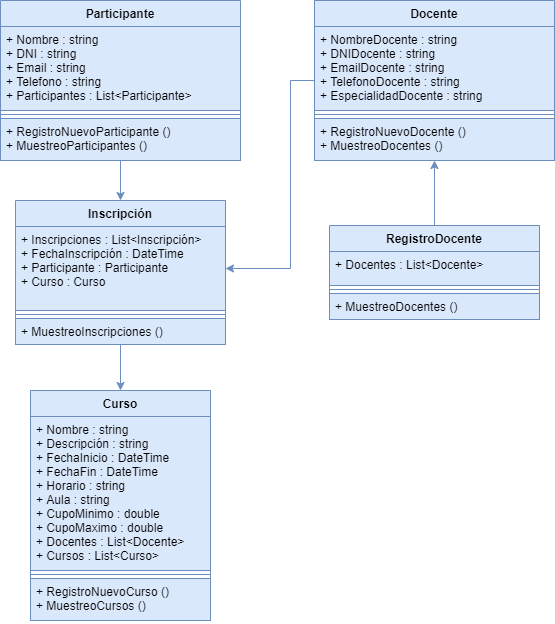 Participante
+ Nombre : string
+ DNI : string
+ Email : string
+ Telefono : string
+ Participantes : List<Participante>
+ RegistroNuevoParticipante ()
+ MuestreoParticipantes ()
Docente
+ NombreDocente : string
+ DNIDocente : string
+ EmailDocente : string
+ TelefonoDocente : string
+ EspecialidadDocente : string
+ RegistroNuevoDocente ()
+ MuestreoDocentes ()
Inscripción
+ Inscripciones : List<Inscripción>
+ FechaInscripción : DateTime
+ Participante : Participante
+ Curso : Curso
+ MuestreoInscripciones ()
RegistroDocente
+ Docentes : List<Docente>
+ MuestreoDocentes ()
Curso
+ Nombre : string
+ Descripción : string
+ FechaInicio : DateTime
+ FechaFin : DateTime
+ Horario : string
+ Aula : string
+ CupoMinimo : double
+ CupoMaximo : double
+ Docentes : List<Docente>
+ Cursos : List<Curso>
+ RegistroNuevoCurso ()
+ MuestreoCursos ()